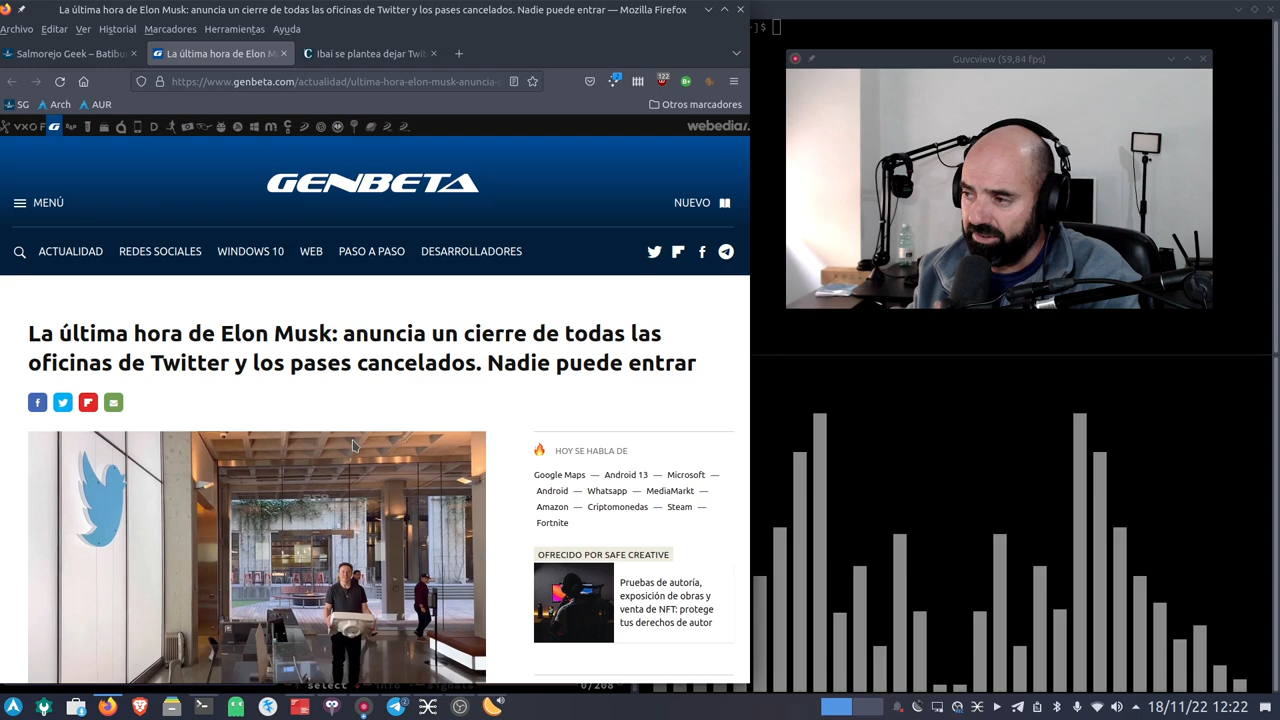 La última hora de Elon Musk: anuncia un cierre de todas las oficinas de Twitter y los pases cancelados. Nadie puede entrar — Mozilla Firefox
Archivo Editar Ver Historial Marcadores Herramientas Ayuda
Salmorejo Geek – Batibu
La última hora de Elon M
Ibai se plantea dejar Twit
https://www.genbeta.com/actualidad/ultima-hora-elon-musk-anuncia-c
2
122
SG Arch AUR
Otros marcadores
webedia
GENBETA
MENÚ
NUEVO
ACTUALIDAD REDES SOCIALES WINDOWS 10 WEB PASO A PASO DESARROLLADORES
La última hora de Elon Musk: anuncia un cierre de todas las
oficinas de Twitter y los pases cancelados. Nadie puede entrar
HOY SE HABLA DE
Google Maps — Android 13 — Microsoft —
Android — Whatsapp — MediaMarkt —
Amazon — Criptomonedas — Steam —
Fortnite
OFRECIDO POR SAFE CREATIVE
Pruebas de autoría,
exposición de obras y
venta de NFT: protege
tus derechos de autor
]$
Guvcview (59,84 fps)
18/11/22 12:22